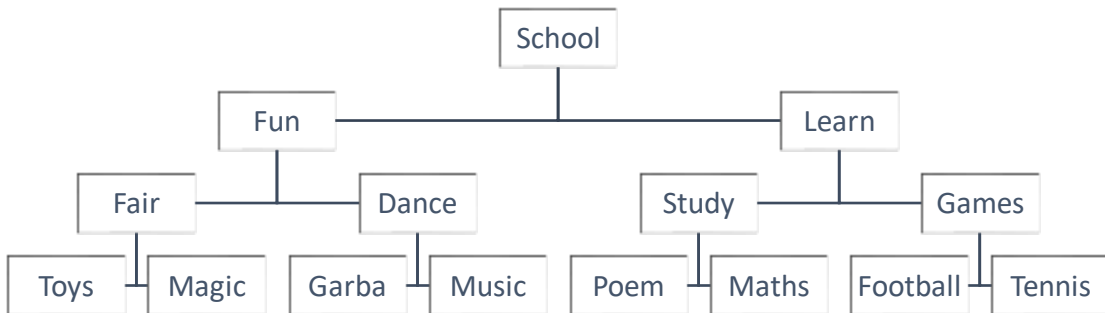 School
Fun
Learn
Fair
Dance
Study
Games
Toys
Magic
Garba
Music
Poem
Maths
Football
Tennis